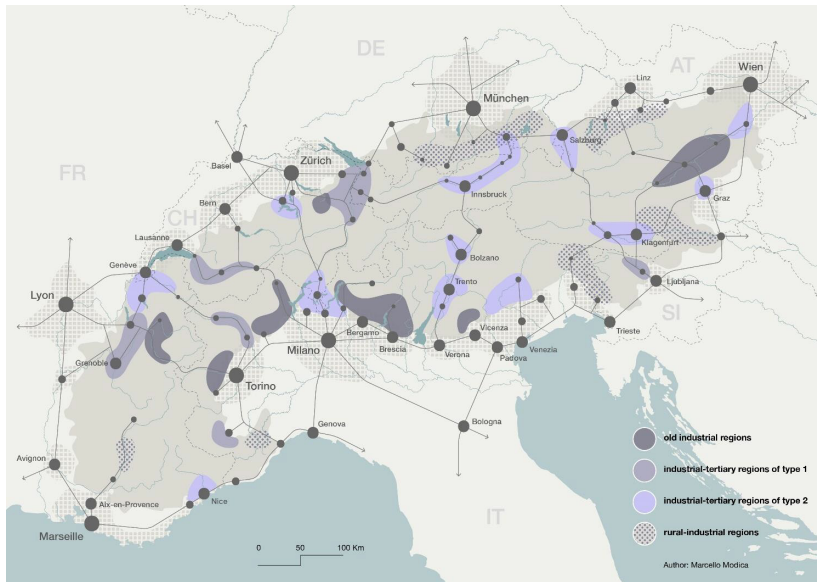 DE
AT
Wien
Linz
München
Salzburg
FR
Basel
Zürich
Innsbruck
Graz
Bern
CH
Klagenfurt
Lausanne
Bolzano
Genève
Trento
Ljubljana
Lyon
SI
Bergamo
Vicenza
Trieste
Milano
Brescia
Verona
Padova
Venezia
Grenoble
Torino
Bologna
Genova
Avignon
Nice
Aix-en-Provence
Marseille
IT
0 50 100 Km
old industrial regions
industrial-tertiary regions of type 1
industrial-tertiary regions of type 2
rural-industrial regions
Author: Marcello Modica